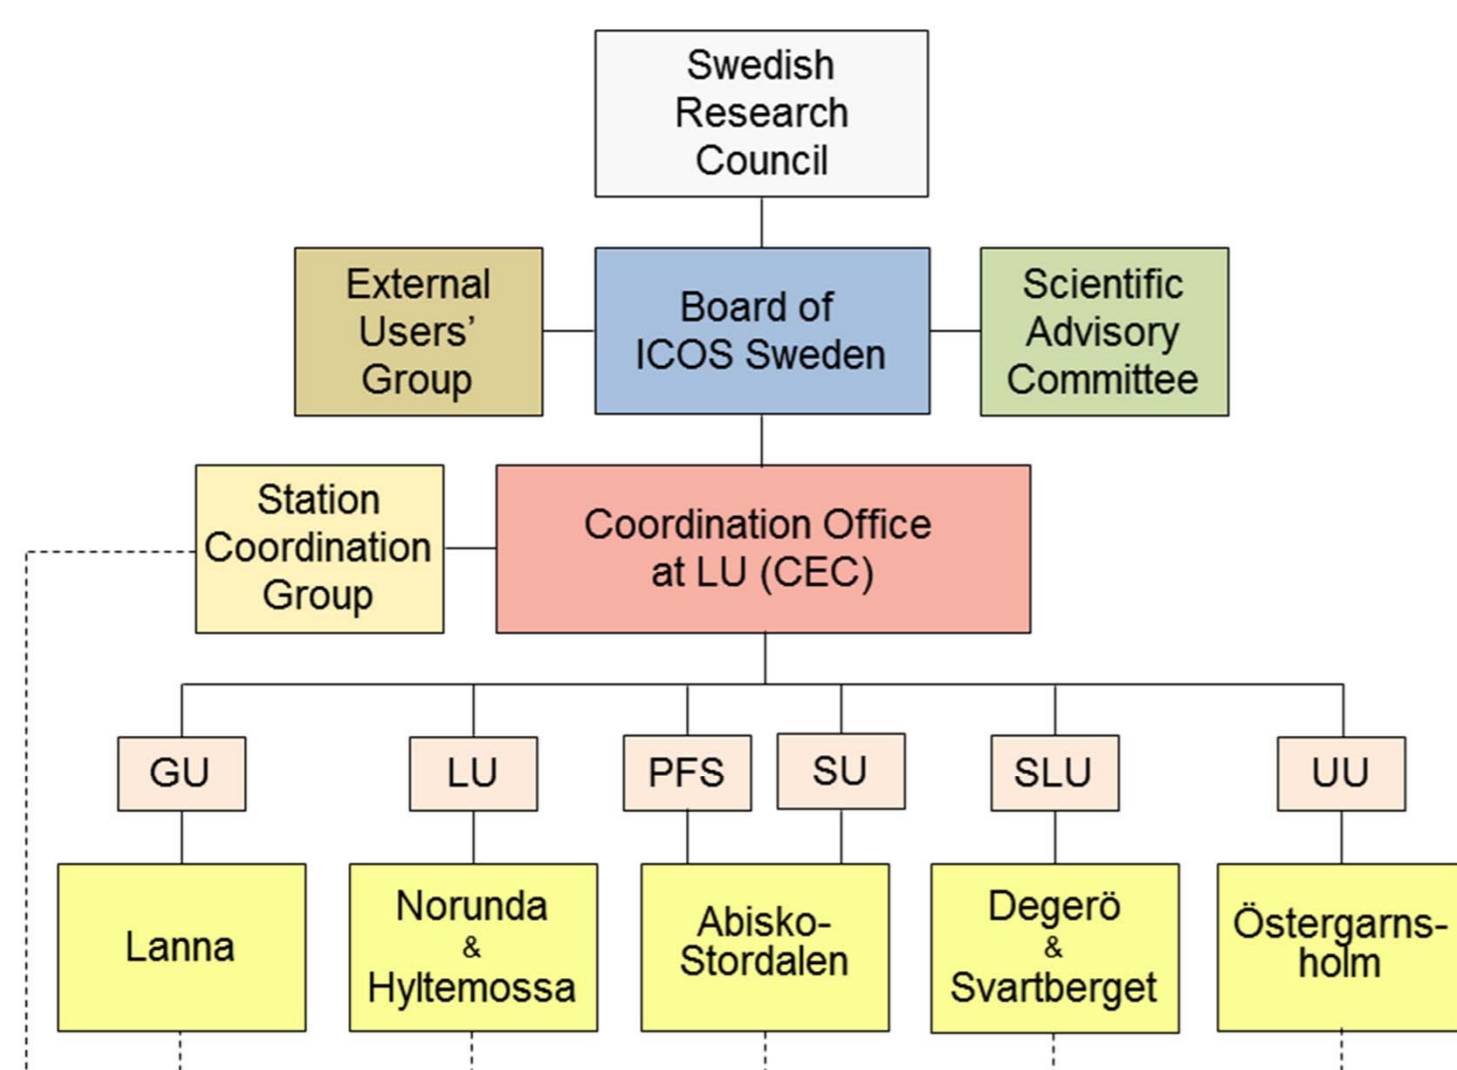 Swedish
Research
Council
External
Users’
Group
Board of
ICOS Sweden
Scientific
Advisory
Committee
Station
Coordination
Group
Coordination Office
at LU (CEC)
GU
LU
PFS
SU
SLU
UU
Lanna
Norunda
&
Hyltemossa
Abisko-
Stordalen
Degerö
&
Svartberget
Östergarns-
holm